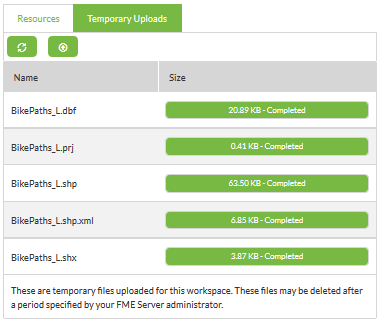 Resources Temporary Uploads
Name Size
BikePaths_L.dbf 20.89 KB - Completed
BikePaths_L.prj 0.41 KB - Completed
BikePaths_L.shp 63.50 KB - Completed
BikePaths_L.shp.xml 6.85 KB - Completed
BikePaths_L.shx 3.87 KB - Completed
These are temporary files uploaded for this workspace. These files may be deleted after
a period specified by your FME Server administrator.